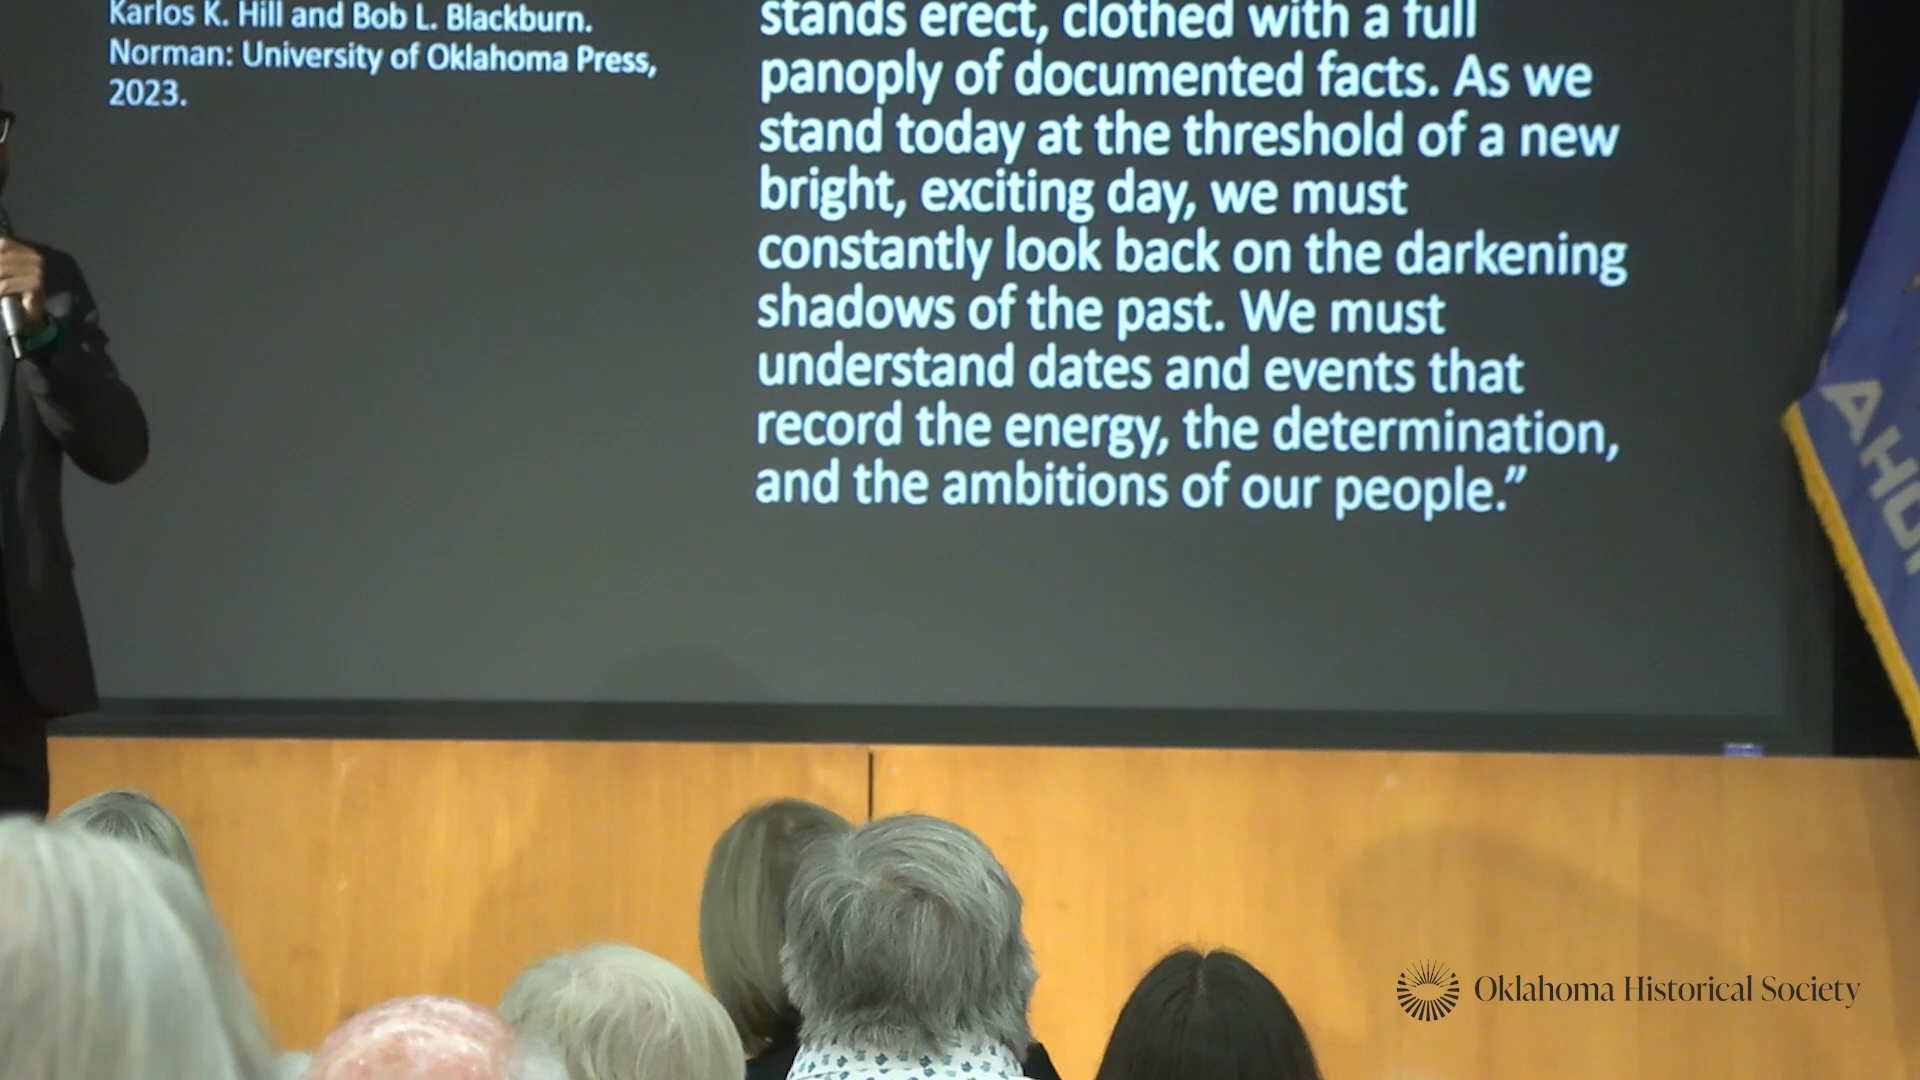 Karlos K. Hill and Bob L. Blackburn.
Norman: University of Oklahoma Press,
2023.
stands erect, clothed with a full
panoply of documented facts. As we
stand today at the threshold of a new
bright, exciting day, we must
constantly look back on the darkening
shadows of the past. We must
understand dates and events that
record the energy, the determination,
and the ambitions of our people.”
AHO
Oklahoma Historical Society